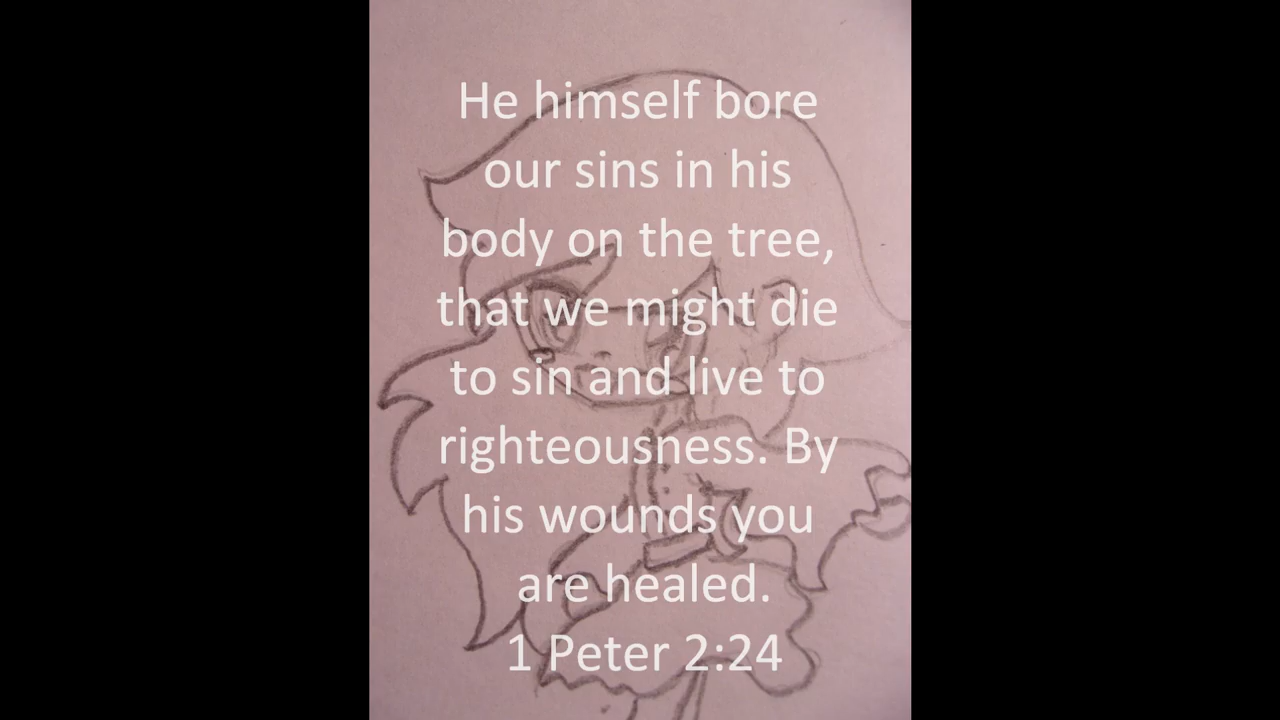 He himself bore
our sins in his
body on the tree,
that we might die
to sin and live to
righteousness. By
his wounds you
are healed.
1 Peter 2:24